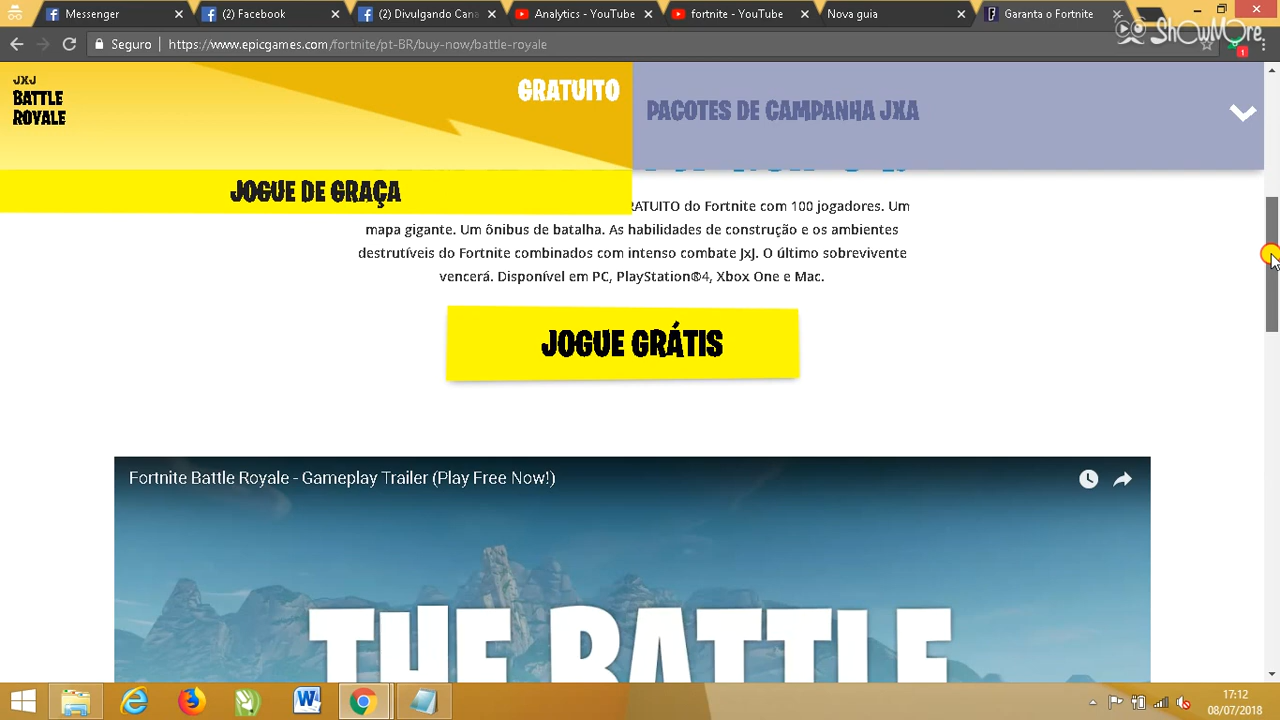 Messenger
(2) Facebook
(2) Divulgando Cana
Analytics - YouTube
fortnite - YouTube
Nova guia
Garanta o Fortnite
ShowMore
Seguro
https://www.epicgames.com/fortnite/pt-BR/buy-now/battle-royale
1
JXJ
BATTLE
ROYALE
GRATUITO
PACOTES DE CAMPANHA JXA
JOGUE DE GRAÇA
RATUITO do Fortnite com 100 jogadores. Um
mapa gigante. Um ônibus de batalha. As habilidades de construção e os ambientes
destrutíveis do Fortnite combinados com intenso combate JxJ. O último sobrevivente
vencerá. Disponível em PC, PlayStation®4, Xbox One e Mac.
JOGUE GRÁTIS
Fortnite Battle Royale - Gameplay Trailer (Play Free Now!)
THE BATTLE
17:12
08/07/2018